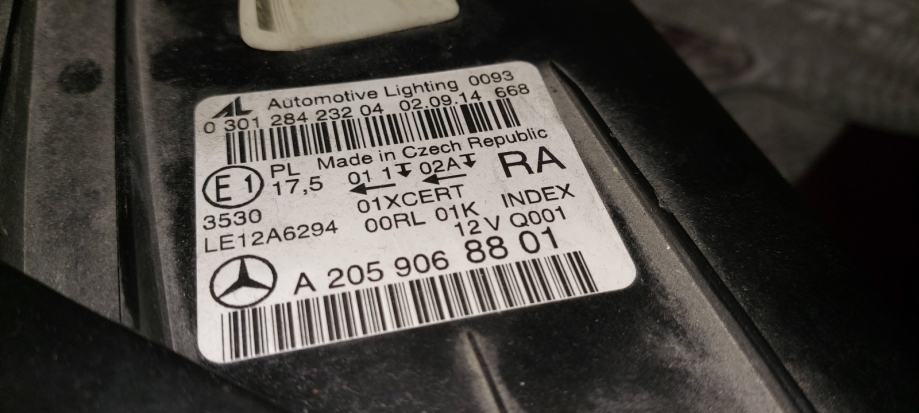 AL Automotive Lighting 0093
0 301 284 232 04 02.09.14 668
PL Made in Czech Republic
E1 17,5 01 1 02A RA
3530 01XCERT
LE12A6294 00RL 01K INDEX
12V Q001
A 205 906 88 01